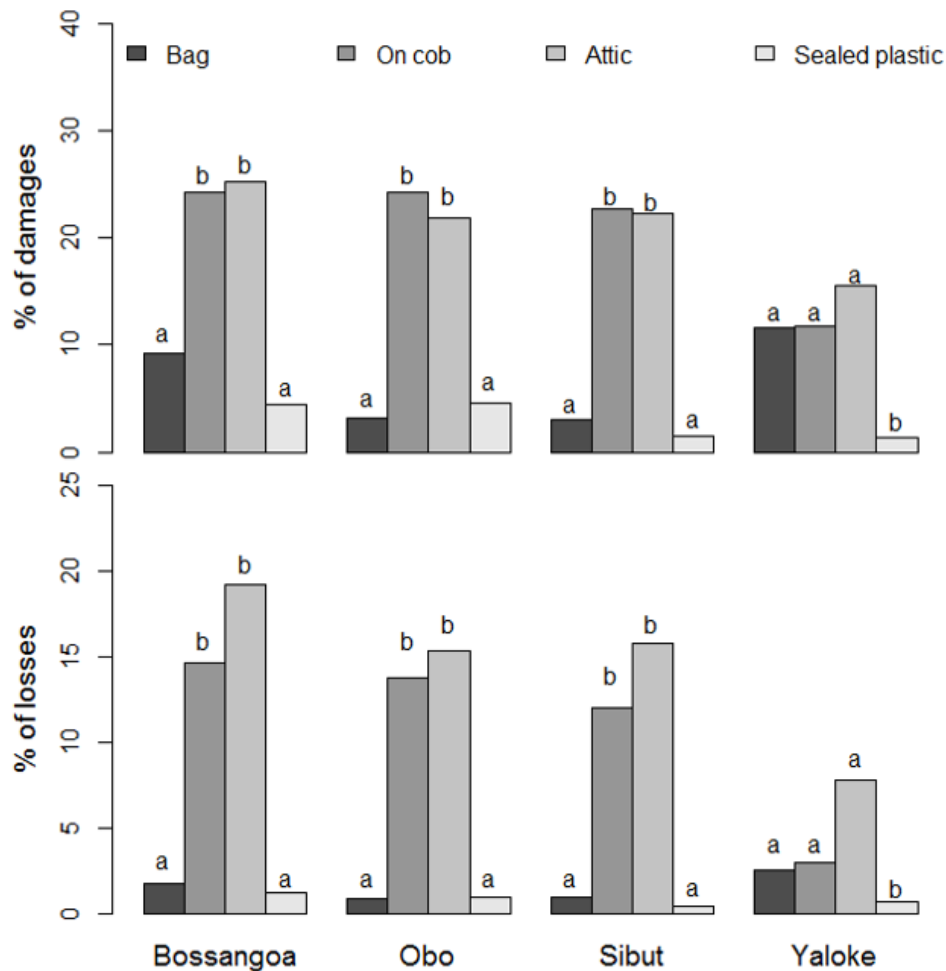 40
Bag On cob Attic Sealed plastic
30
20
10
0
% of damages
a b b a
b b a a
b b a a
a a a b
25
20
15
10
5
0
% of losses
a b b a
a b b a
a b b a
a a a b
Bossangoa Obo Sibut Yaloke